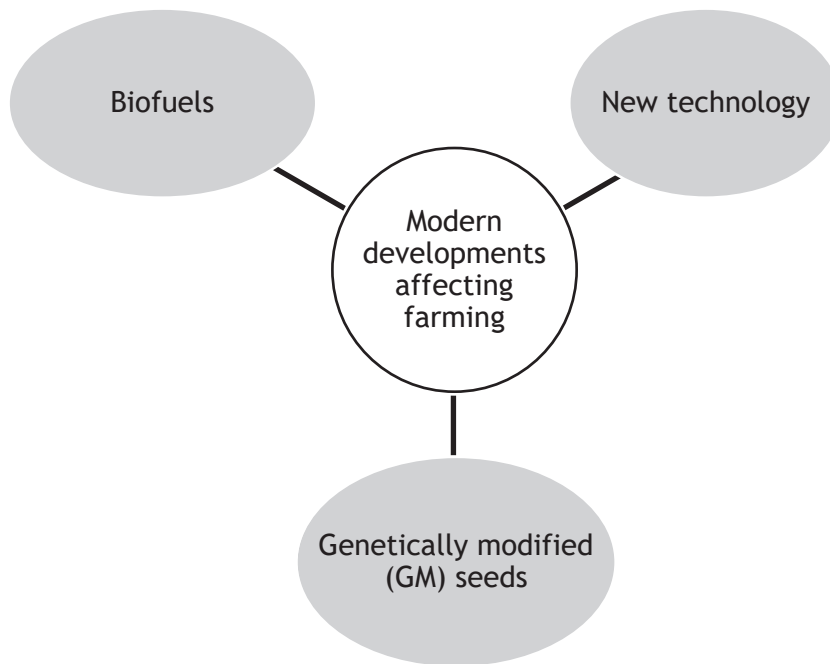 Biofuels
New technology
Modern
developments
affecting
farming
Genetically modified
(GM) seeds